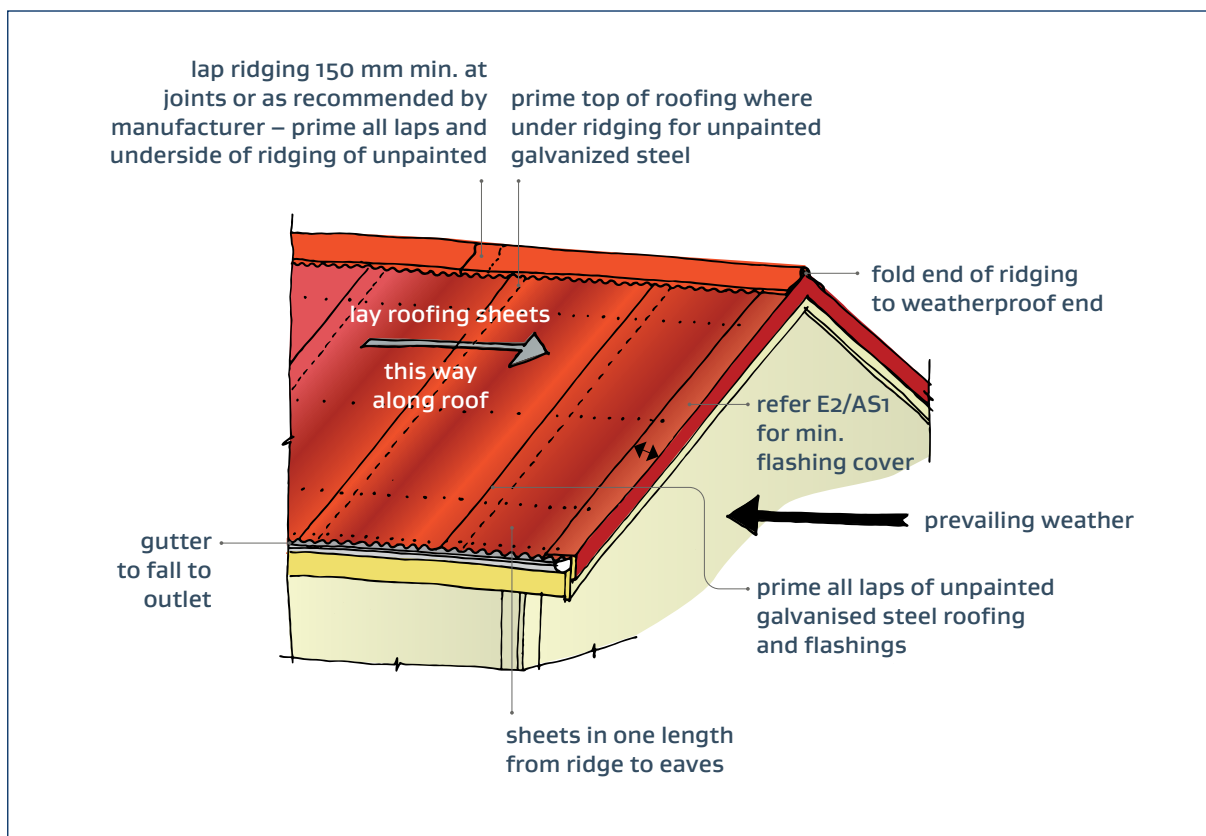 lap ridging 150 mm min. at
joints or as recommended by
manufacturer – prime all laps and
underside of ridging of unpainted
prime top of roofing where
under ridging for unpainted
galvanized steel
fold end of ridging
to weatherproof end
lay roofing sheets
this way
along roof
refer E2/AS1
for min.
flashing cover
prevailing weather
gutter
to fall to
outlet
prime all laps of unpainted
galvanised steel roofing
and flashings
sheets in one length
from ridge to eaves